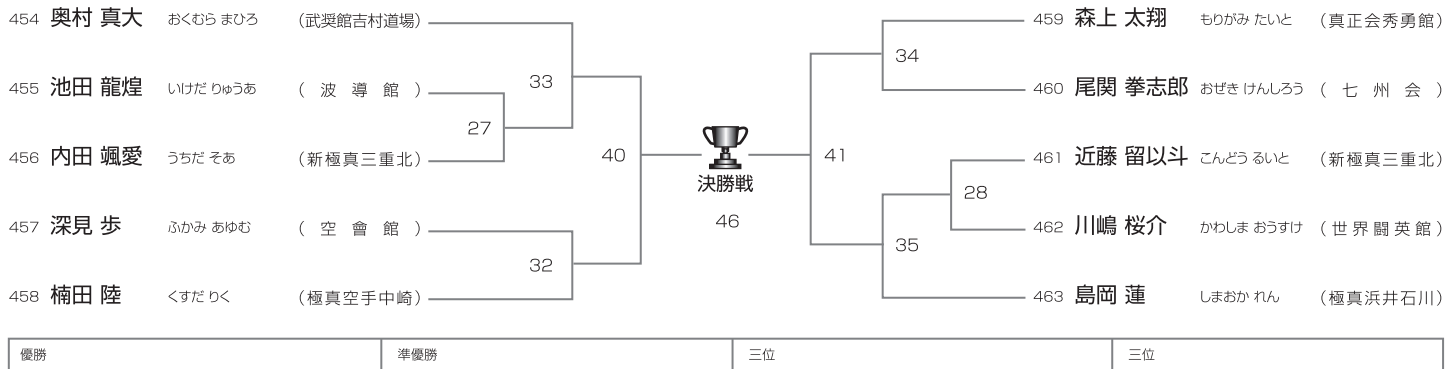 454 奥村 真大 おくむら まひろ (武奨館吉村道場)
455 池田 龍煌 いけだ りゅうあ ( 波 導 館 )
456 内田 颯愛 うちだ そあ (新極真三重北)
457 深見 歩 ふかみ あゆむ ( 空 會 館 )
458 楠田 陸 くすだ りく (極真空手中崎)
33
27
40
32
決勝戦
46
34
41
28
35
459 森上 太翔 もりがみ たいと (真正会秀勇館)
460 尾関 拳志郎 おぜき けんしろう ( 七 州 会 )
461 近藤 留以斗 こんどう るいと (新極真三重北)
462 川嶋 桜介 かわしま おうすけ (世界闘英館)
463 島岡 蓮 しまおか れん (極真浜井石川)
優勝 準優勝 三位 三位